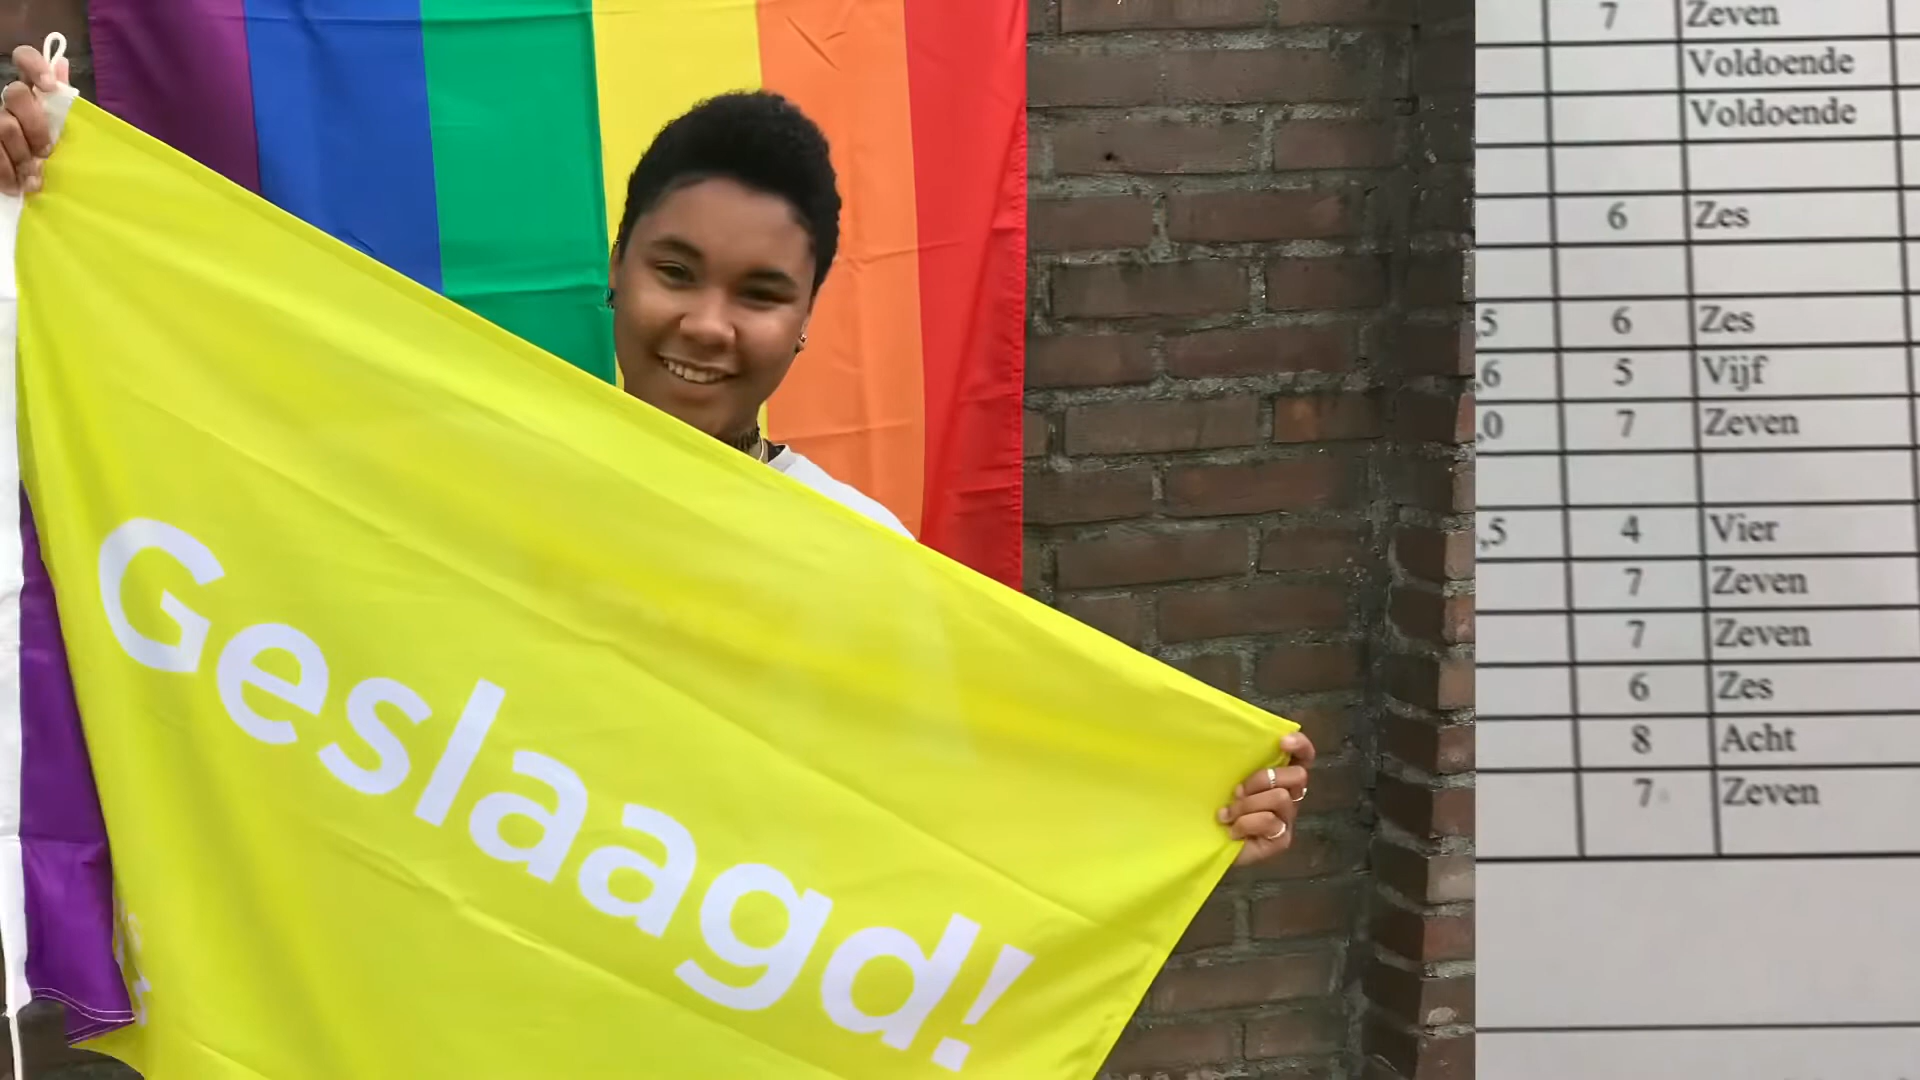 Geslaagd!
7 Zeven
Voldoende
Voldoende
6 Zes
5 6 Zes
,6 5 Vijf
,0 7 Zeven
,5 4 Vier
7 Zeven
7 Zeven
6 Zes
8 Acht
7 Zeven